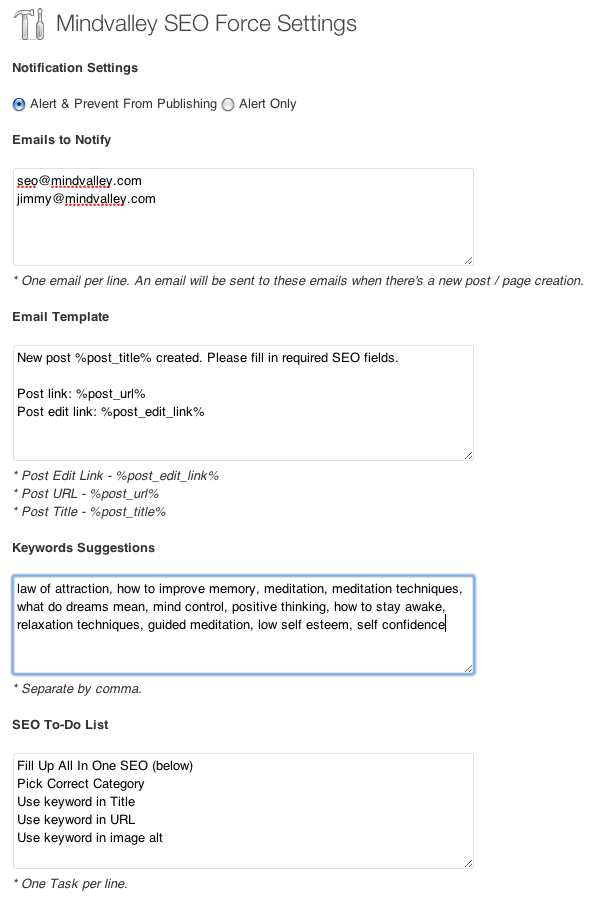 Mindvalley SEO Force Settings
Notification Settings
Alert & Prevent From Publishing Alert Only
Emails to Notify
seo@mindvalley.com
jimmy@mindvalley.com
* One email per line. An email will be sent to these emails when there's a new post / page creation.
Email Template
New post %post_title% created. Please fill in required SEO fields.
Post link: %post_url%
Post edit link: %post_edit_link%
* Post Edit Link - %post_edit_link%
* Post URL - %post_url%
* Post Title - %post_title%
Keywords Suggestions
law of attraction, how to improve memory, meditation, meditation techniques,
what do dreams mean, mind control, positive thinking, how to stay awake,
relaxation techniques, guided meditation, low self esteem, self confidence
* Separate by comma.
SEO To-Do List
Fill Up All In One SEO (below)
Pick Correct Category
Use keyword in Title
Use keyword in URL
Use keyword in image alt
* One Task per line.